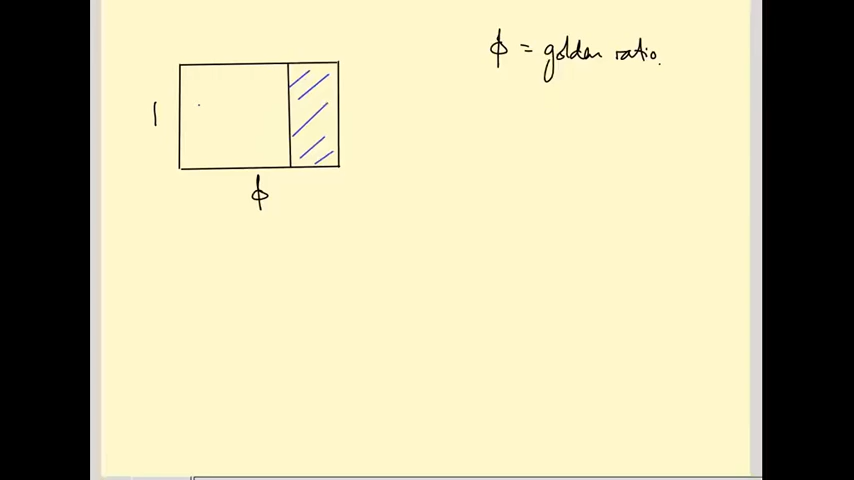 ϕ = golden ratio.
1
ϕ